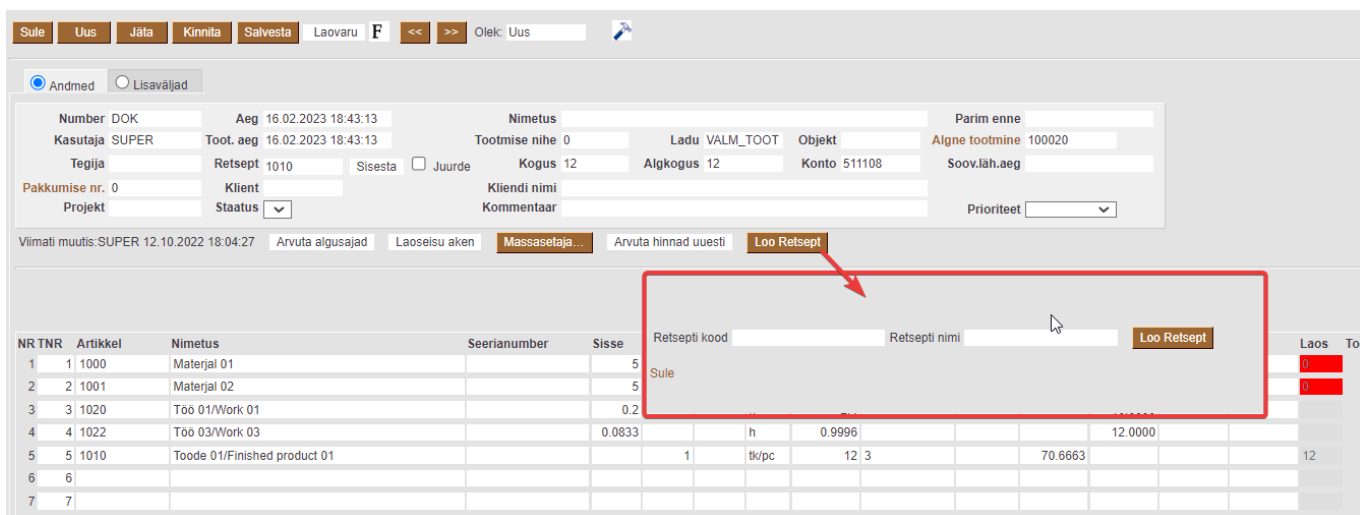 Sule Uus Jäta Kinnita Salvesta Laovaru F << >> Olek: Uus
Andmed Lisaväljad
Number DOK Aeg 16.02.2023 18:43:13 Nimetus Parim enne
Kasutaja SUPER Toot. aeg 16.02.2023 18:43:13 Tootmise nihe 0 Ladu VALM_TOOT Objekt Algne tootmine 100020
Tegija Retsept 1010 Sisesta Juurde Kogus 12 Algkogus 12 Konto 511108 Soov.läh.aeg
Pakkumise nr. 0 Klient Kliendi nimi
Projekt Staatus Kommentaar Prioriteet
Viimati muutis:SUPER 12.10.2022 18:04:27 Arvuta algusajad Laoseisu aken Massasetaja... Arvuta hinnad uuesti Loo Retsept
Retsepti kood Retsepti nimi Loo Retsept
Sule
NR TNR Artikkel Nimetus Seerianumber Sisse Laos To
1 1 1000 Materjal 01 5 0
2 2 1001 Materjal 02 5 0
3 3 1020 Töö 01/Work 01 0.2
4 4 1022 Töö 03/Work 03 0.0833 h 0.9996 12.0000
5 5 1010 Toode 01/Finished product 01 1 tk/pc 12 3 70.6663 12
6 6
7 7